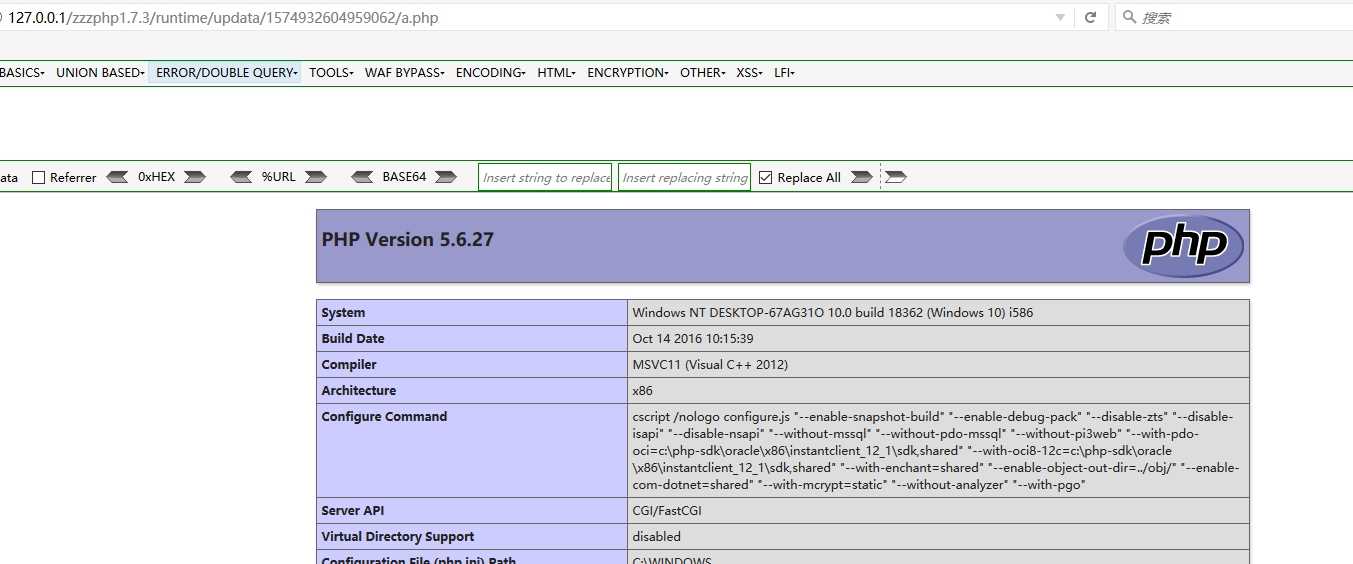 127.0.0.1/zzzphp1.7.3/runtime/updata/1574932604959062/a.php 搜索
BASICS UNION BASED ERROR/DOUBLE QUERY TOOLS WAF BYPASS ENCODING HTML ENCRYPTION OTHER XSS LFI
ata Referrer 0xHEX %URL BASE64 Insert string to replace Insert replacing string Replace All
PHP Version 5.6.27
php
System Windows NT DESKTOP-67AG31O 10.0 build 18362 (Windows 10) i586
Build Date Oct 14 2016 10:15:39
Compiler MSVC11 (Visual C++ 2012)
Architecture x86
Configure Command cscript /nologo configure.js "--enable-snapshot-build" "--enable-debug-pack" "--disable-zts" "--disable-
isapi" "--disable-nsapi" "--without-mssql" "--without-pdo-mssql" "--without-pi3web" "--with-pdo-
oci=c:\php-sdk\oracle\x86\instantclient_12_1\sdk,shared" "--with-oci8-12c=c:\php-sdk\oracle
\x86\instantclient_12_1\sdk,shared" "--with-enchant=shared" "--enable-object-out-dir=../obj/" "--enable-
com-dotnet=shared" "--with-mcrypt=static" "--without-analyzer" "--with-pgo"
Server API CGI/FastCGI
Virtual Directory Support disabled
Configuration File (php.ini) Path C:\WINDOWS